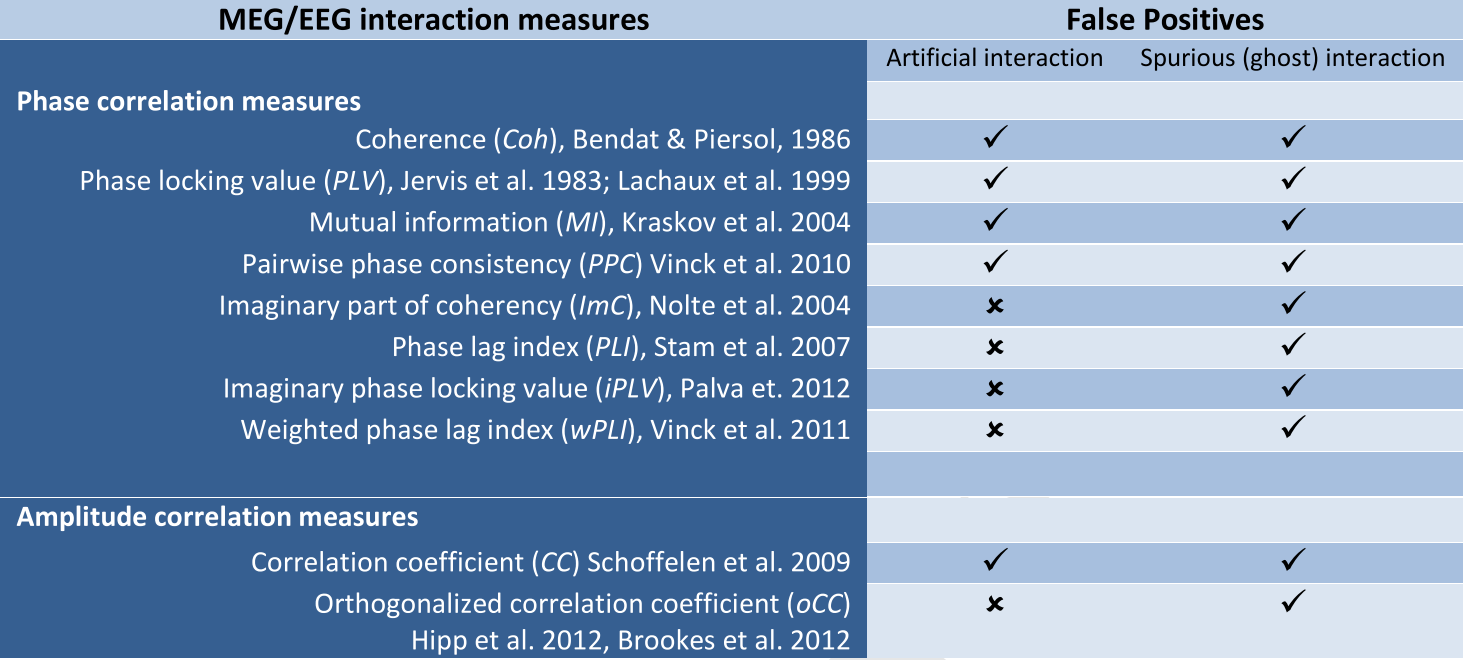 MEG/EEG interaction measures False Positives
Artificial interaction Spurious (ghost) interaction
Phase correlation measures
Coherence (Coh), Bendat & Piersol, 1986 ✓ ✓
Phase locking value (PLV), Jervis et al. 1983; Lachaux et al. 1999 ✓ ✓
Mutual information (MI), Kraskov et al. 2004 ✓ ✓
Pairwise phase consistency (PPC) Vinck et al. 2010 ✓ ✓
Imaginary part of coherency (ImC), Nolte et al. 2004 ✗ ✓
Phase lag index (PLI), Stam et al. 2007 ✗ ✓
Imaginary phase locking value (iPLV), Palva et. 2012 ✗ ✓
Weighted phase lag index (wPLI), Vinck et al. 2011 ✗ ✓
Amplitude correlation measures
Correlation coefficient (CC) Schoffelen et al. 2009 ✓ ✓
Orthogonalized correlation coefficient (oCC) ✗ ✓
Hipp et al. 2012, Brookes et al. 2012